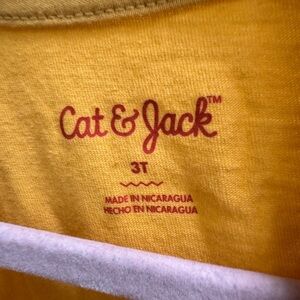 Cat & Jack™
3T
MADE IN NICARAGUA
HECHO EN NICARAGUA